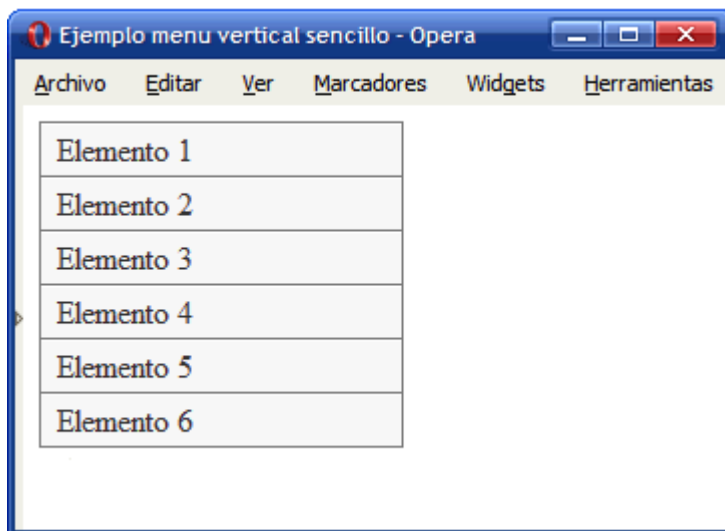 Ejemplo menu vertical sencillo - Opera
Archivo Editar Ver Marcadores Widgets Herramientas
Elemento 1
Elemento 2
Elemento 3
Elemento 4
Elemento 5
Elemento 6